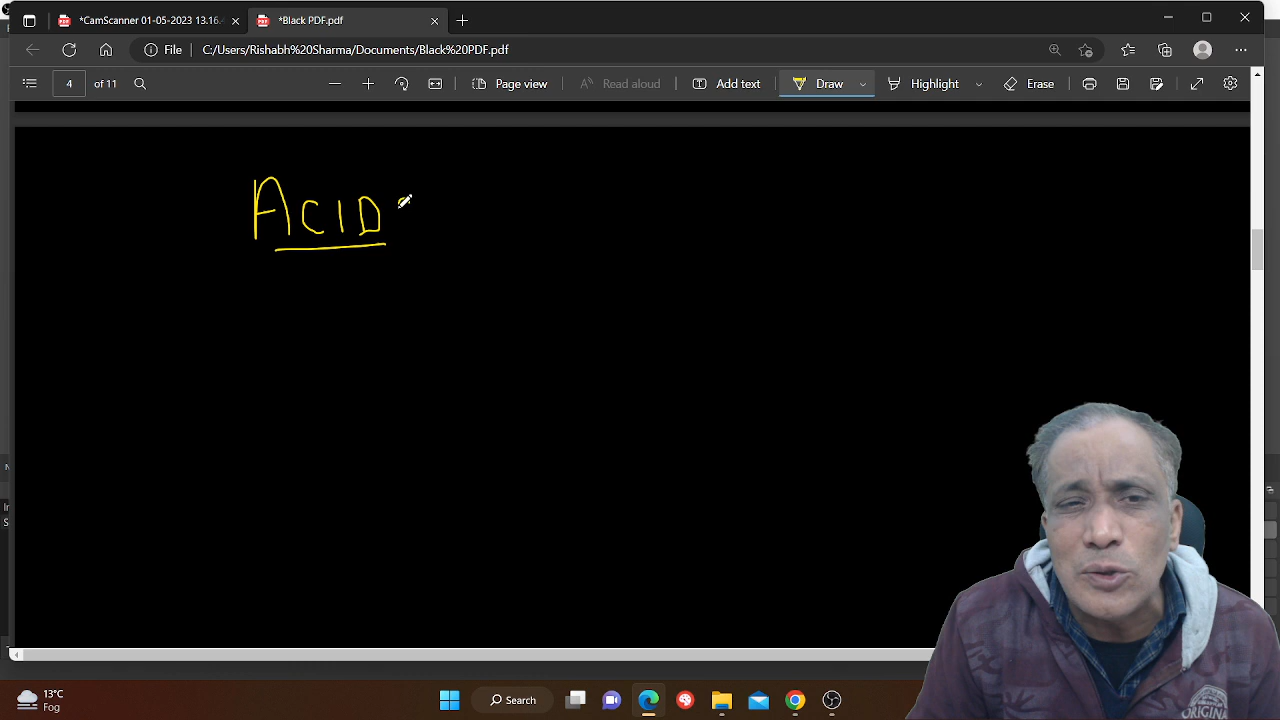 *CamScanner 01-05-2023 13.16.
*Black PDF.pdf
File
C:/Users/Rishabh%20Sharma/Documents/Black%20PDF.pdf
4 of 11
Page view
Read aloud
Add text
Draw
Highlight
Erase
ACID
13°C
Fog
Search
ORIGINA